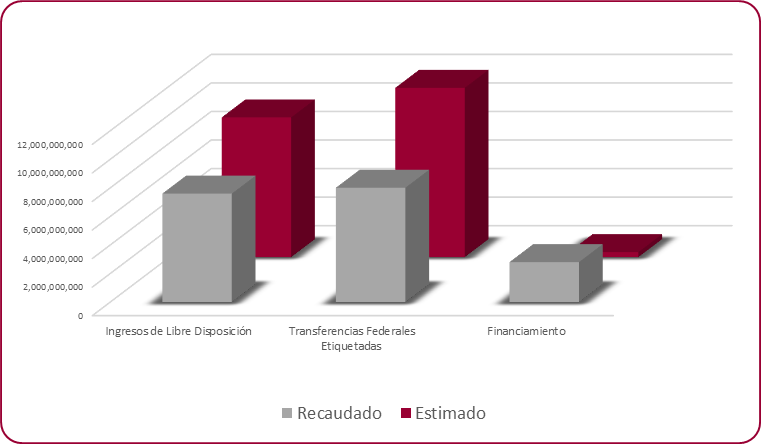 12,000,000,000
10,000,000,000
8,000,000,000
6,000,000,000
4,000,000,000
2,000,000,000
0
Ingresos de Libre Disposición
Transferencias Federales
Etiquetadas
Financiamiento
Recaudado
Estimado